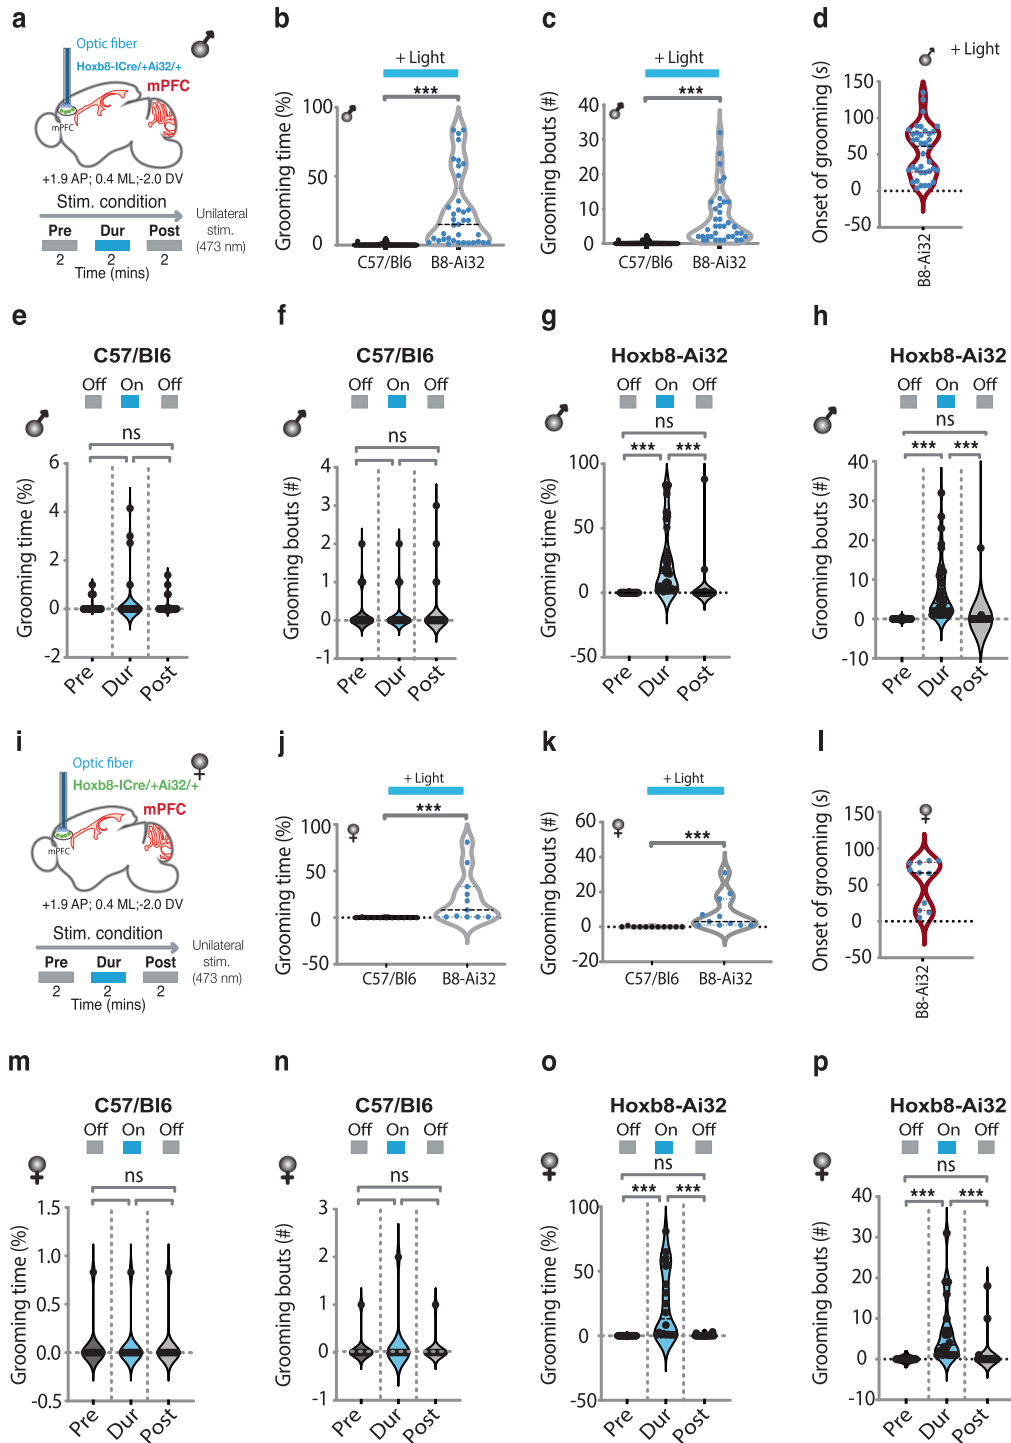 a
Optic fiber
Hoxb8-ICre/+Ai32/+
mPFC
mPFC
+1.9 AP; 0.4 ML;-2.0 DV
Stim. condition
Pre Dur Post
2 2 2
Time (mins)
Unilateral
stim.
(473 nm)
b
+ Light
***
Grooming time (%)
100
50
0
C57/Bl6 B8-Ai32
c
+ Light
***
Grooming bouts (#)
40
30
20
10
0
C57/Bl6 B8-Ai32
d
+ Light
Onset of grooming (s)
150
100
50
0
-50
B8-Ai32
e
C57/Bl6
Off On Off
ns
Grooming time (%)
6
4
2
0
-2
Pre Dur Post
f
C57/Bl6
Off On Off
ns
Grooming bouts (#)
4
3
2
1
0
-1
Pre Dur Post
g
Hoxb8-Ai32
Off On Off
ns
*** ***
Grooming time (%)
100
50
0
-50
Pre Dur Post
h
Hoxb8-Ai32
Off On Off
ns
*** ***
Grooming bouts (#)
40
30
20
10
0
-10
Pre Dur Post
i
Optic fiber
Hoxb8-ICre/+Ai32/+
mPFC
mPFC
+1.9 AP; 0.4 ML;-2.0 DV
Stim. condition
Pre Dur Post
2 2 2
Time (mins)
Unilateral
stim.
(473 nm)
j
+ Light
***
Grooming time (%)
100
50
0
-50
C57/Bl6 B8-Ai32
k
+ Light
***
Grooming bouts (#)
60
40
20
0
-20
C57/Bl6 B8-Ai32
l
Onset of grooming (s)
150
100
50
0
-50
B8-Ai32
m
C57/Bl6
Off On Off
ns
Grooming time (%)
1.5
1.0
0.5
0.0
-0.5
Pre Dur Post
n
C57/Bl6
Off On Off
ns
Grooming bouts (#)
3
2
1
0
-1
Pre Dur Post
o
Hoxb8-Ai32
Off On Off
ns
*** ***
Grooming time (%)
100
50
0
-50
Pre Dur Post
p
Hoxb8-Ai32
Off On Off
ns
*** ***
Grooming bouts (#)
40
30
20
10
0
-10
Pre Dur Post